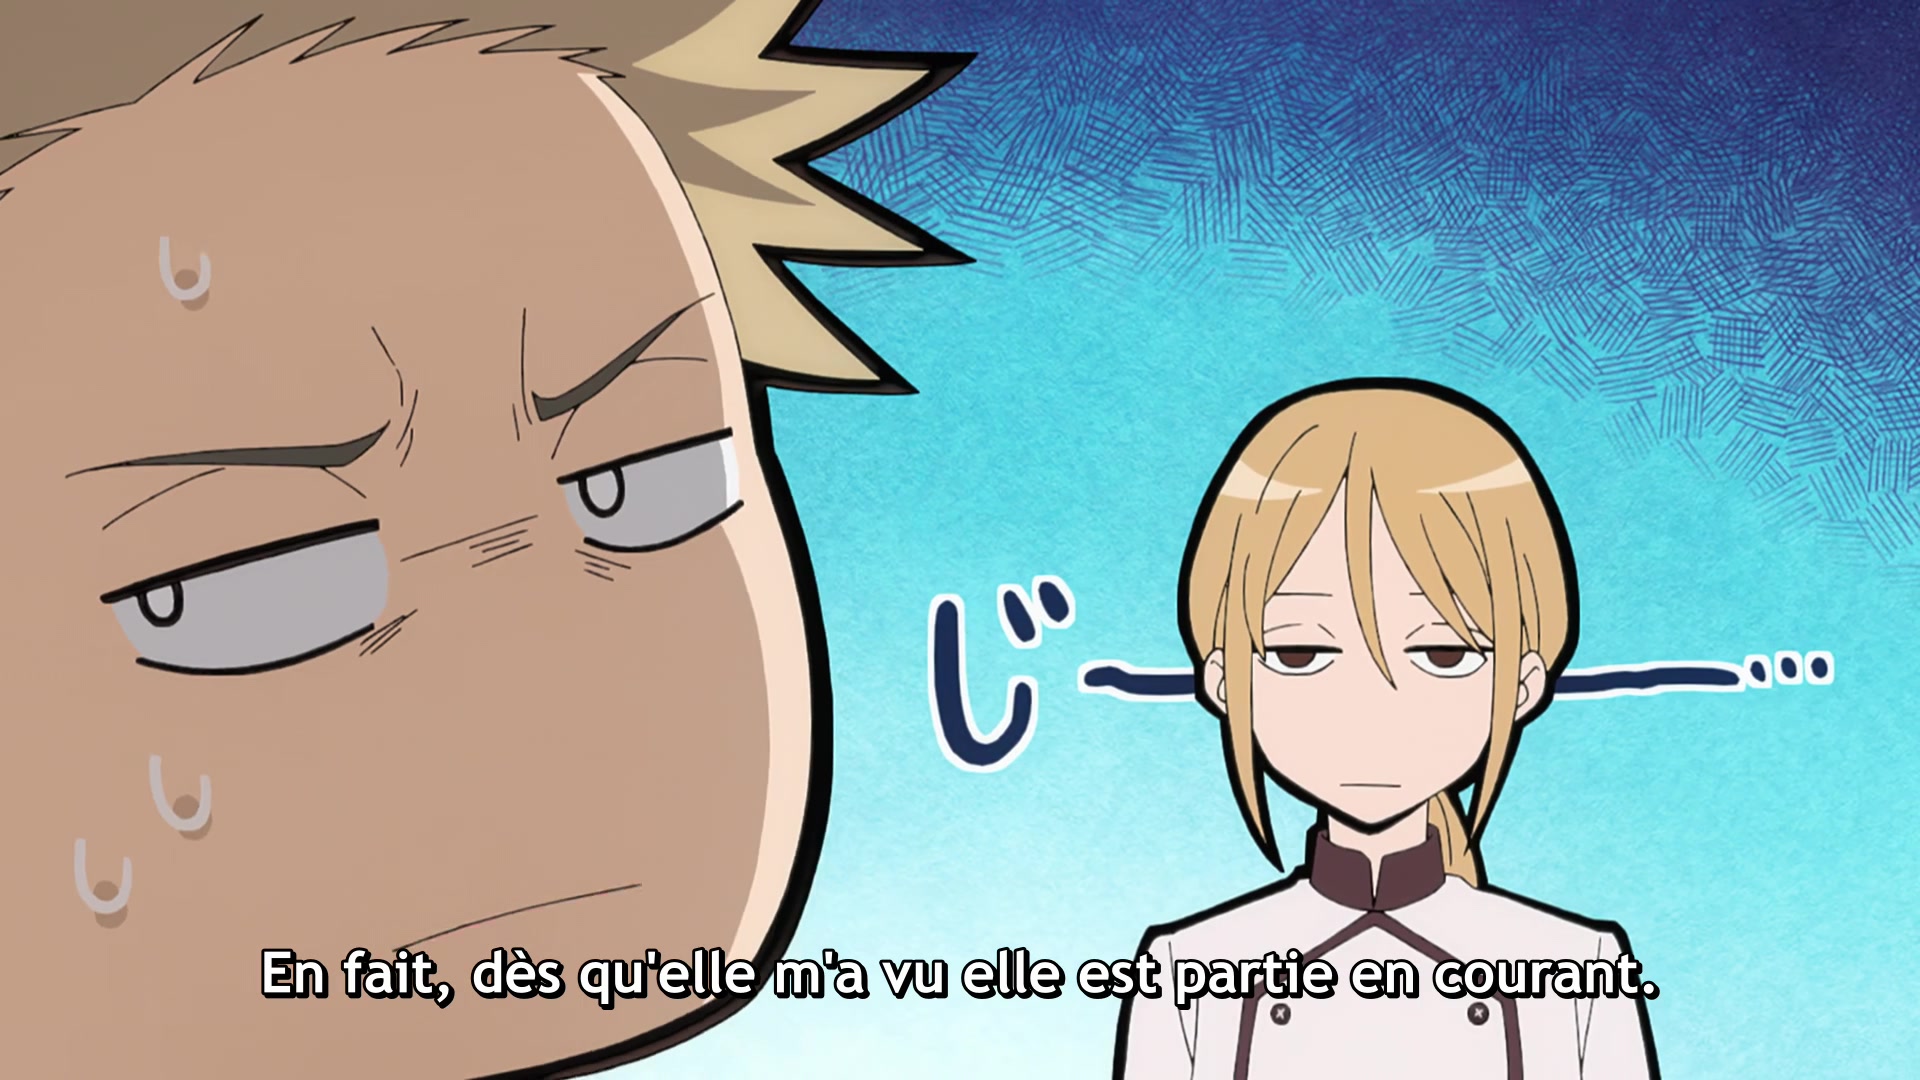 じー…
En fait, dès qu'elle m'a vu elle est partie en courant.